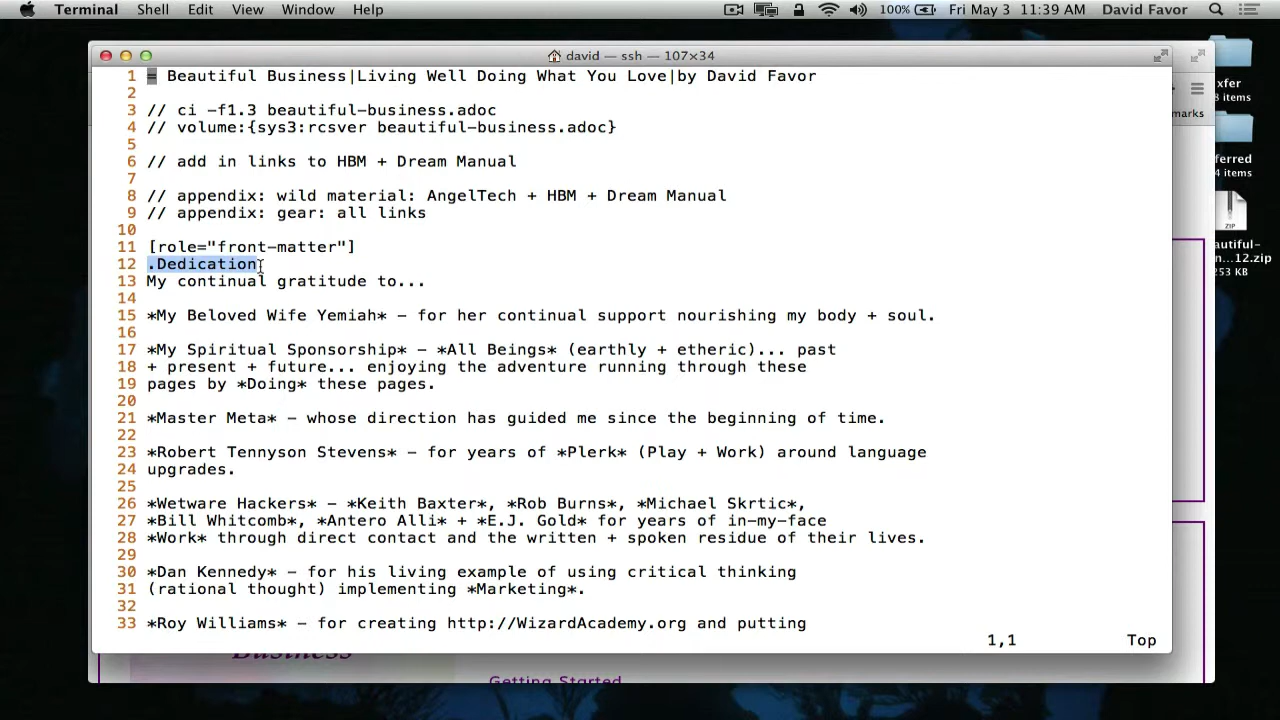 Terminal Shell Edit View Window Help 100% Fri May 3 11:39 AM David Favor
david — ssh — 107×34
1 = Beautiful Business|Living Well Doing What You Love|by David Favor
2
3 // ci -f1.3 beautiful-business.adoc
4 // volume:{sys3:rcsver beautiful-business.adoc}
5
6 // add in links to HBM + Dream Manual
7
8 // appendix: wild material: AngelTech + HBM + Dream Manual
9 // appendix: gear: all links
10
11 [role="front-matter"]
12 .Dedication
13 My continual gratitude to...
14
15 *My Beloved Wife Yemiah* – for her continual support nourishing my body + soul.
16
17 *My Spiritual Sponsorship* – *All Beings* (earthly + etheric)... past
18 + present + future... enjoying the adventure running through these
19 pages by *Doing* these pages.
20
21 *Master Meta* – whose direction has guided me since the beginning of time.
22
23 *Robert Tennyson Stevens* – for years of *Plerk* (Play + Work) around language
24 upgrades.
25
26 *Wetware Hackers* – *Keith Baxter*, *Rob Burns*, *Michael Skrtic*,
27 *Bill Whitcomb*, *Antero Alli* + *E.J. Gold* for years of in-my-face
28 *Work* through direct contact and the written + spoken residue of their lives.
29
30 *Dan Kennedy* – for his living example of using critical thinking
31 (rational thought) implementing *Marketing*.
32
33 *Roy Williams* – for creating http://WizardAcademy.org and putting
1,1 Top
xfer
8 items
marks
ferred
4 items
ZIP
eautiful-
n...12.zip
253 KB
Business
Getting Started